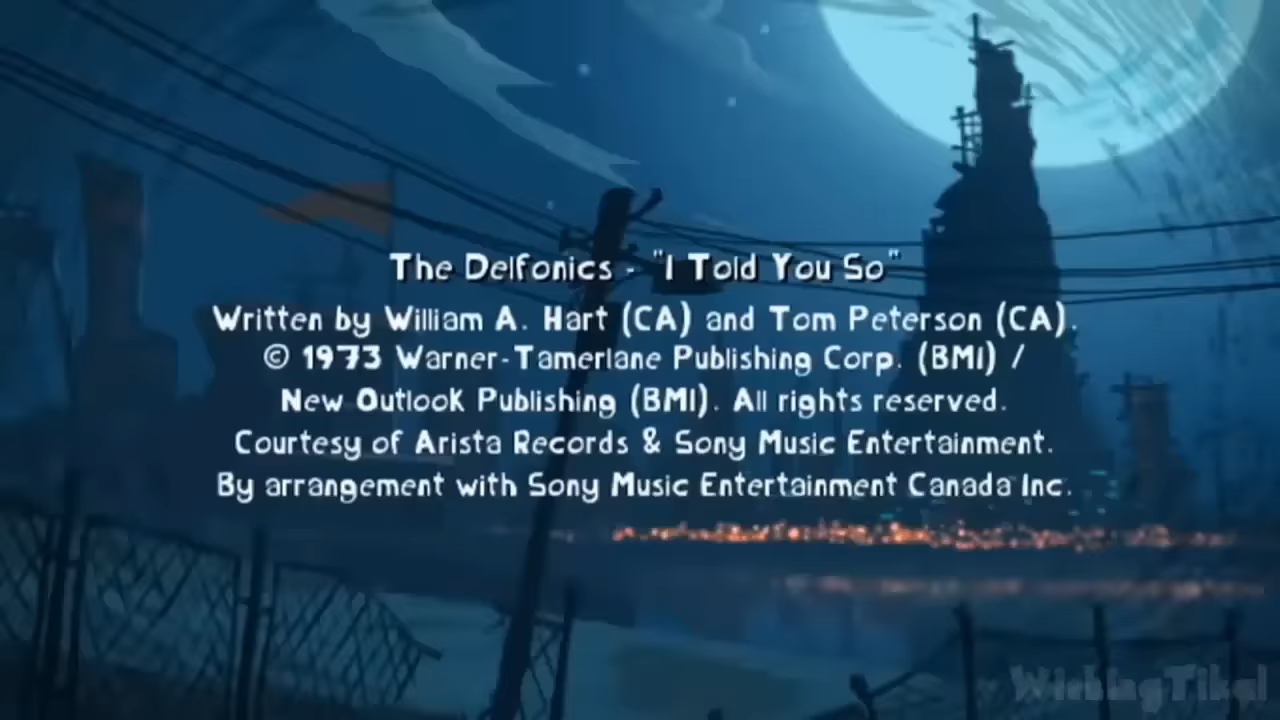 The Delfonics - "I Told You So"
Written by William A. Hart (CA) and Tom Peterson (CA).
© 1973 Warner-Tamerlane Publishing Corp. (BMI) /
New Outlook Publishing (BMI). All rights reserved.
Courtesy of Arista Records & Sony Music Entertainment.
By arrangement with Sony Music Entertainment Canada Inc.
WishingTikal